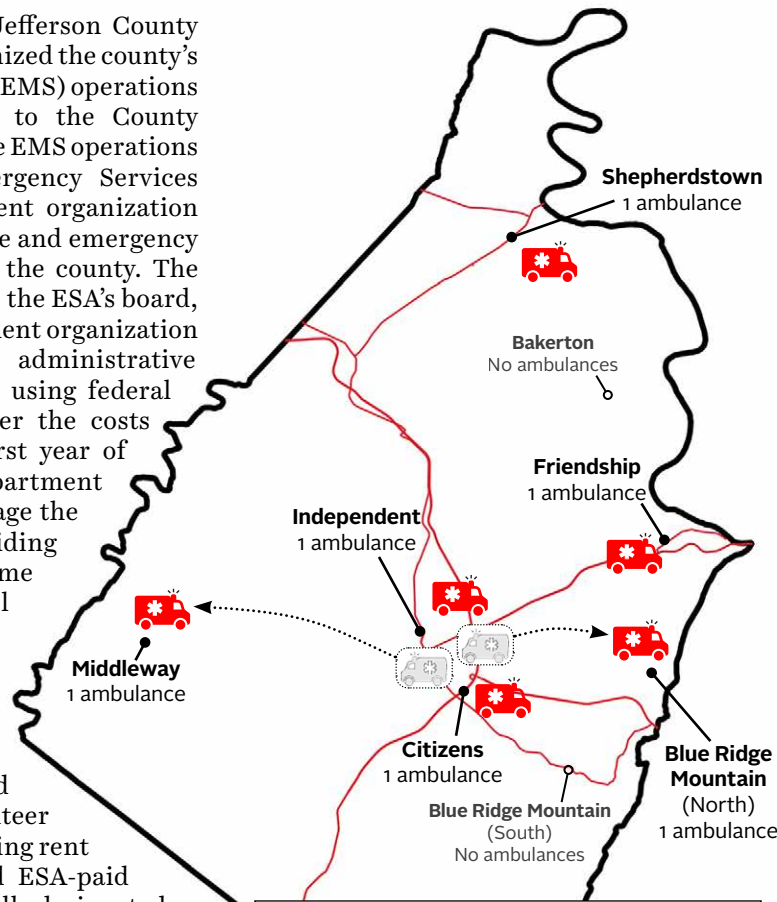 Jefferson County
nized the county's
EMS) operations
to the County
e EMS operations
ergency Services
ent organization
e and emergency
the county. The
the ESA's board,
ent organization
administrative
using federal
er the costs
rst year of
partment
age the
iding
me
l
d
teer
ing rent
d ESA-paid
Shepherdstown
1 ambulance
Bakerton
No ambulances
Friendship
1 ambulance
Independent
1 ambulance
Middleway
1 ambulance
Citizens
1 ambulance
Blue Ridge Mountain
(South)
No ambulances
Blue Ridge
Mountain
(North)
1 ambulance